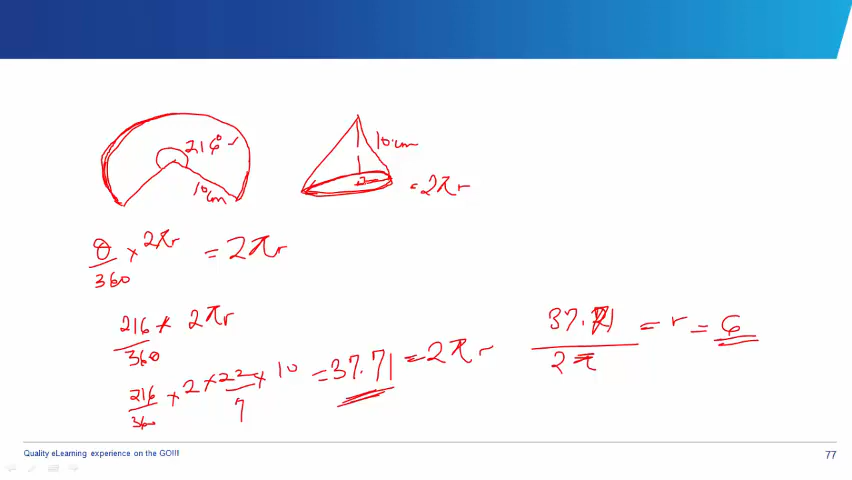 216°
10cm
10cm
= 2πr
θ/360 × 2πr = 2πr
216/360 × 2πr
216/360 × 2 × 22/7 × 10 = 37.71 = 2πr
37.71/2π = r = 6
Quality eLearning experience on the GO!!!
77